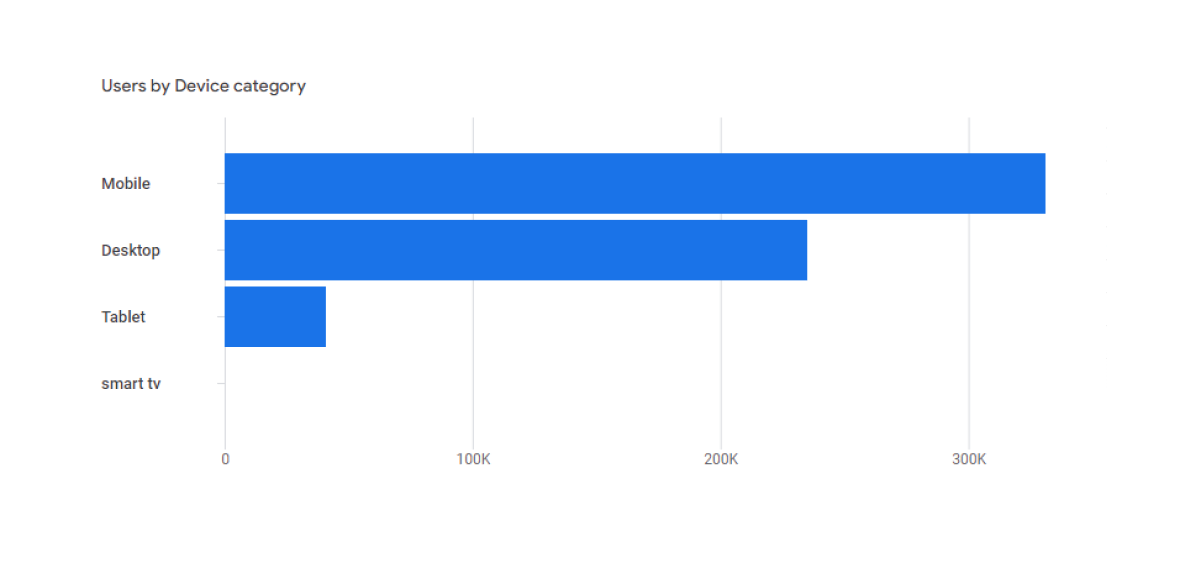 Users by Device category
Mobile
Desktop
Tablet
smart tv
0 100K 200K 300K